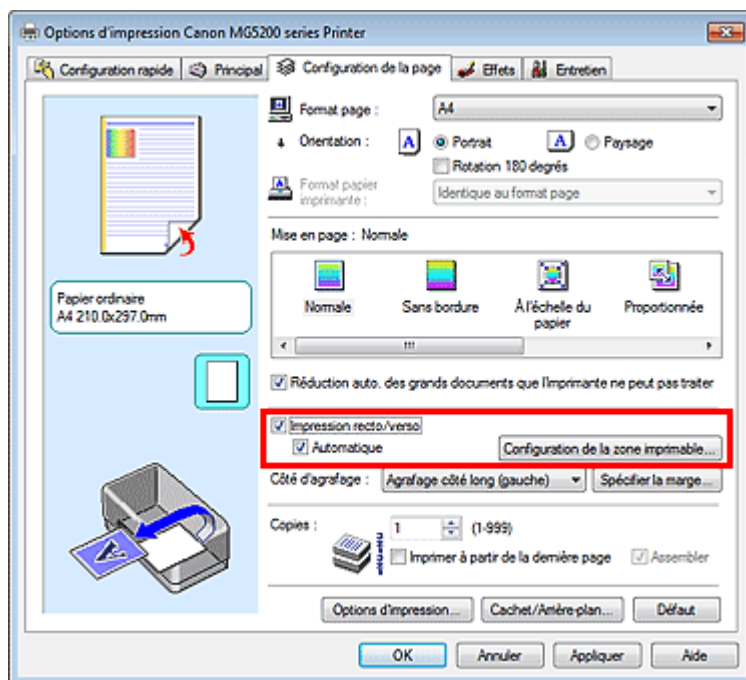 Options d'impression Canon MG5200 series Printer
Configuration rapide Principal Configuration de la page Effets Entretien
Format page : A4
Orientation : A Portrait A Paysage
Rotation 180 degrés
Format papier imprimante : Identique au format page
Mise en page : Normale
Normale Sans bordure À l'échelle du papier Proportionnée
Papier ordinaire
A4 210.0x297.0mm
Réduction auto. des grands documents que l'imprimante ne peut pas traiter
Impression recto/verso
Automatique Configuration de la zone imprimable...
Côté d'agrafage : Agrafage côté long (gauche) Spécifier la marge...
Copies : 1 (1-999)
Imprimer à partir de la dernière page Assembler
Options d'impression... Cachet/Arrière-plan... Défaut
OK Annuler Appliquer Aide